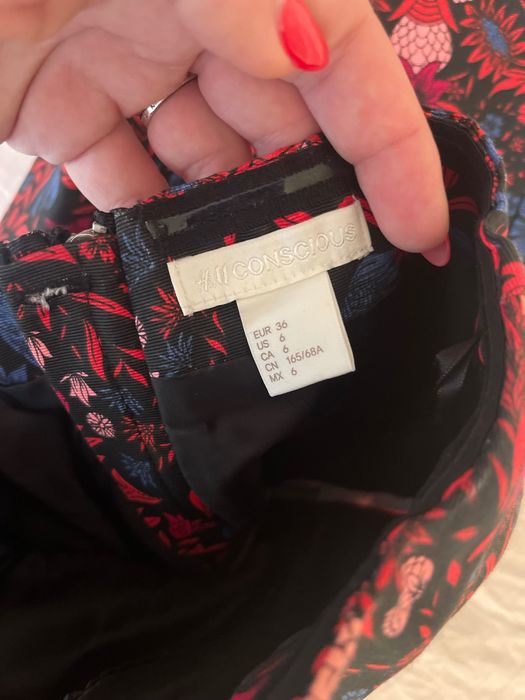 H&M CONSCIOUS
EUR 36
US 6
CA 6
CN 165/68A
MX 6